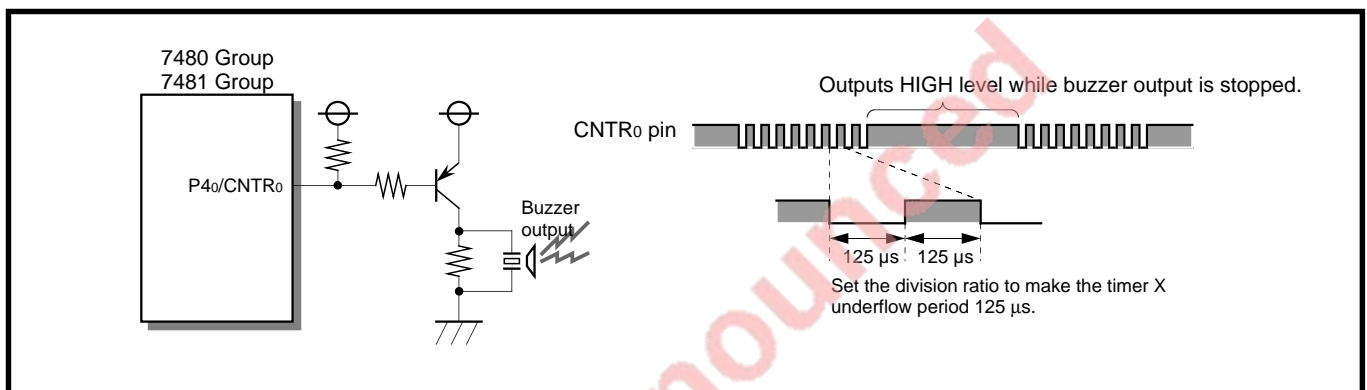 7480 Group
7481 Group
P40/CNTR0
Buzzer
output
Outputs HIGH level while buzzer output is stopped.
CNTR0 pin
125 µs 125 µs
Set the division ratio to make the timer X
underflow period 125 µs.
nounced